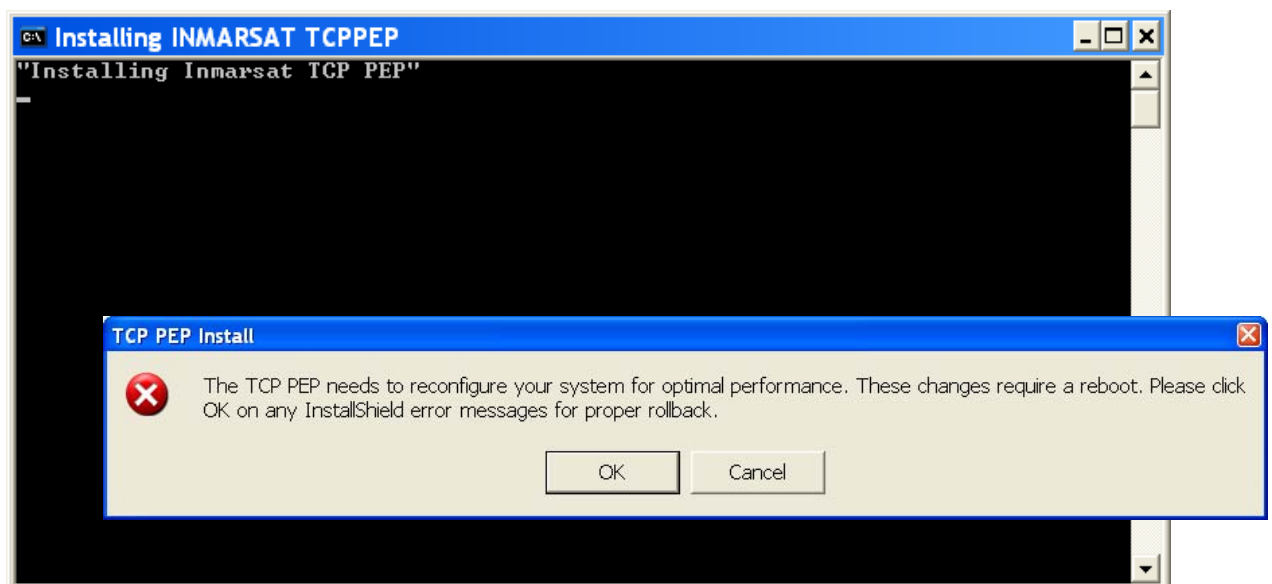 Installing INMARSAT TCPPEP
"Installing Inmarsat TCP PEP"
TCP PEP Install
The TCP PEP needs to reconfigure your system for optimal performance. These changes require a reboot. Please click
OK on any InstallShield error messages for proper rollback.
OK
Cancel